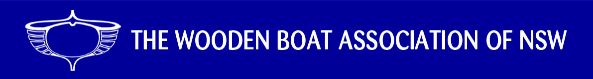 THE WOODEN BOAT ASSOCIATION OF NSW